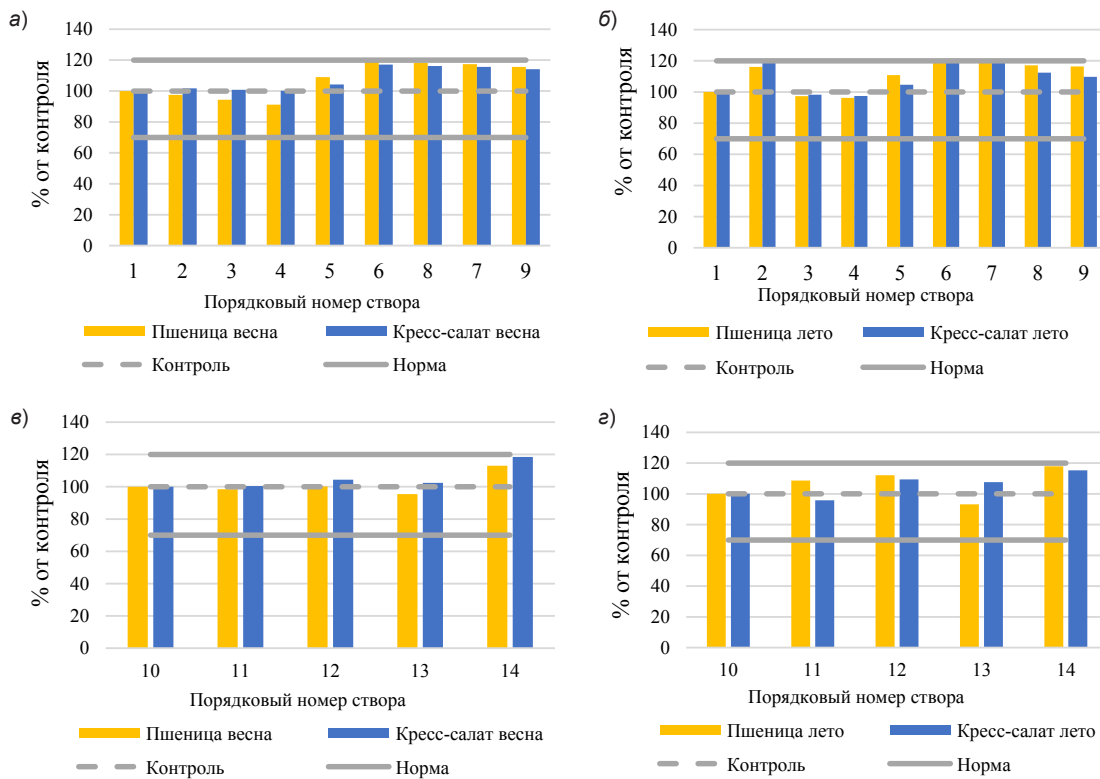 а)
% от контроля
140
120
100
80
60
40
20
0
1 2 3 4 5 6 8 7 9
Порядковый номер створа
Пшеница весна Кресс-салат весна
Контроль Норма
б)
% от контроля
140
120
100
80
60
40
20
0
1 2 3 4 5 6 7 8 9
Порядковый номер створа
Пшеница лето Кресс-салат лето
Контроль Норма
в)
% от контроля
140
120
100
80
60
40
20
0
10 11 12 13 14
Порядковый номер створа
Пшеница весна Кресс-салат весна
Контроль Норма
г)
% от контроля
140
120
100
80
60
40
20
0
10 11 12 13 14
Порядковый номер створа
Пшеница лето Кресс-салат лето
Контроль Норма